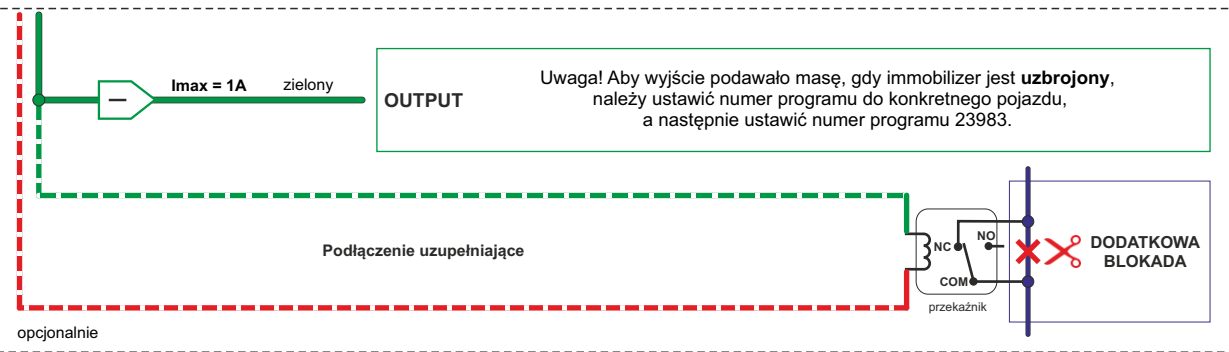 Imax = 1A
zielony
OUTPUT
Uwaga! Aby wyjście podawało masę, gdy immobilizer jest uzbrojony,
należy ustawić numer programu do konkretnego pojazdu,
a następnie ustawić numer programu 23983.
Podłączenie uzupełniające
NC
NO
COM
przekaźnik
DODATKOWA
BLOKADA
opcjonalnie